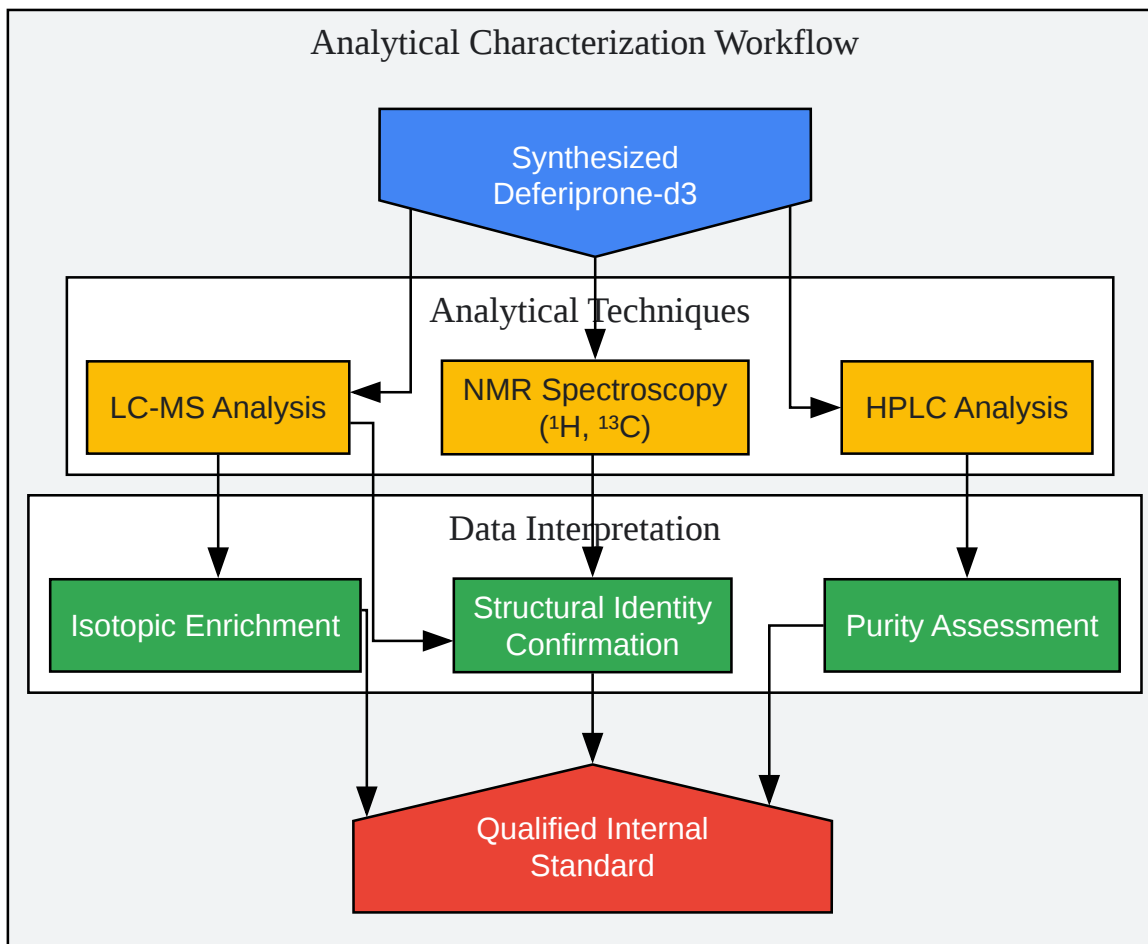 Analytical Characterization Workflow
Synthesized
Deferiprone-d3
Analytical Techniques
LC-MS Analysis
NMR Spectroscopy
(¹H, ¹³C)
HPLC Analysis
Data Interpretation
Isotopic Enrichment
Structural Identity
Confirmation
Purity Assessment
Qualified Internal
Standard